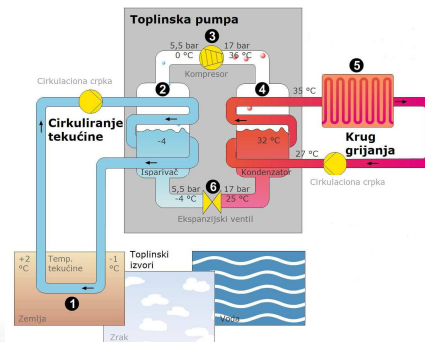 Toplinska pumpa
3
5,5 bar
0 °C
17 bar
36 °C
Kompresor
Cirkulaciona crpka
2
4
5
35 °C
Cirkuliranje
tekućine
-4
32 °C
Krug
grijanja
27 °C
Isparivač
Kondenzator
Cirkulaciona crpka
5,5 bar
-4 °C
6
17 bar
25 °C
Ekspanzijski ventil
+2
°C
Temp.
tekućine
-1
°C
Toplinski
izvori
1
Zemlja
Voda
Zrak